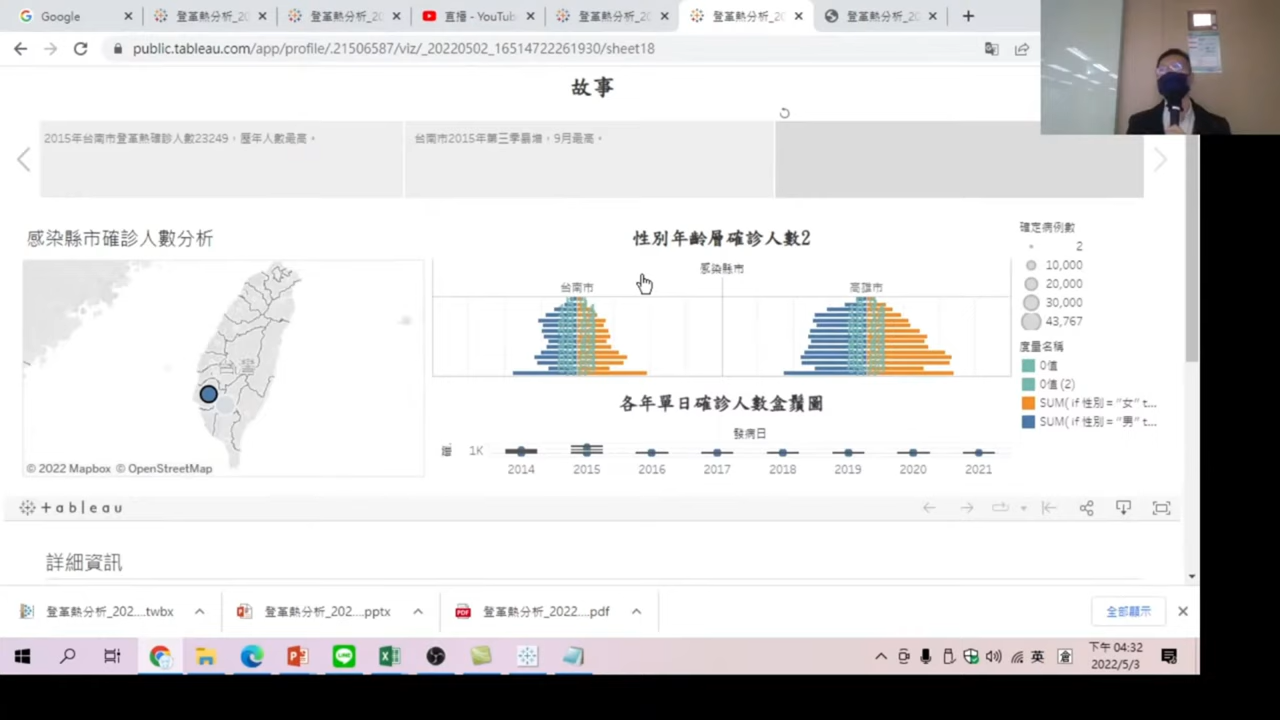 Google
登革熱分析_20
登革熱分析_20
直播 - YouTub
登革熱分析_20
登革熱分析_20
登革熱分析_20
public.tableau.com/app/profile/.21506587/viz/_20220502_16514722261930/sheet18
故事
2015年台南市登革熱確診人數23249，歷年人數最高。
台南市2015年第三季暴增，9月最高。
感染縣市確診人數分析
© 2022 Mapbox © OpenStreetMap
性別年齡層確診人數2
感染縣市
台南市
高雄市
各年單日確診人數盒鬚圖
發病日
1K
2014 2015 2016 2017 2018 2019 2020 2021
確定病例數
2
10,000
20,000
30,000
43,767
度量名稱
0值
0值 (2)
SUM( if 性別 = "女" t...
SUM( if 性別 = "男" t...
+ableau
詳細資訊
登革熱分析_202....twbx
登革熱分析_202....pptx
PDF
登革熱分析_2022....pdf
全部顯示
LINE
英
下午 04:32
2022/5/3